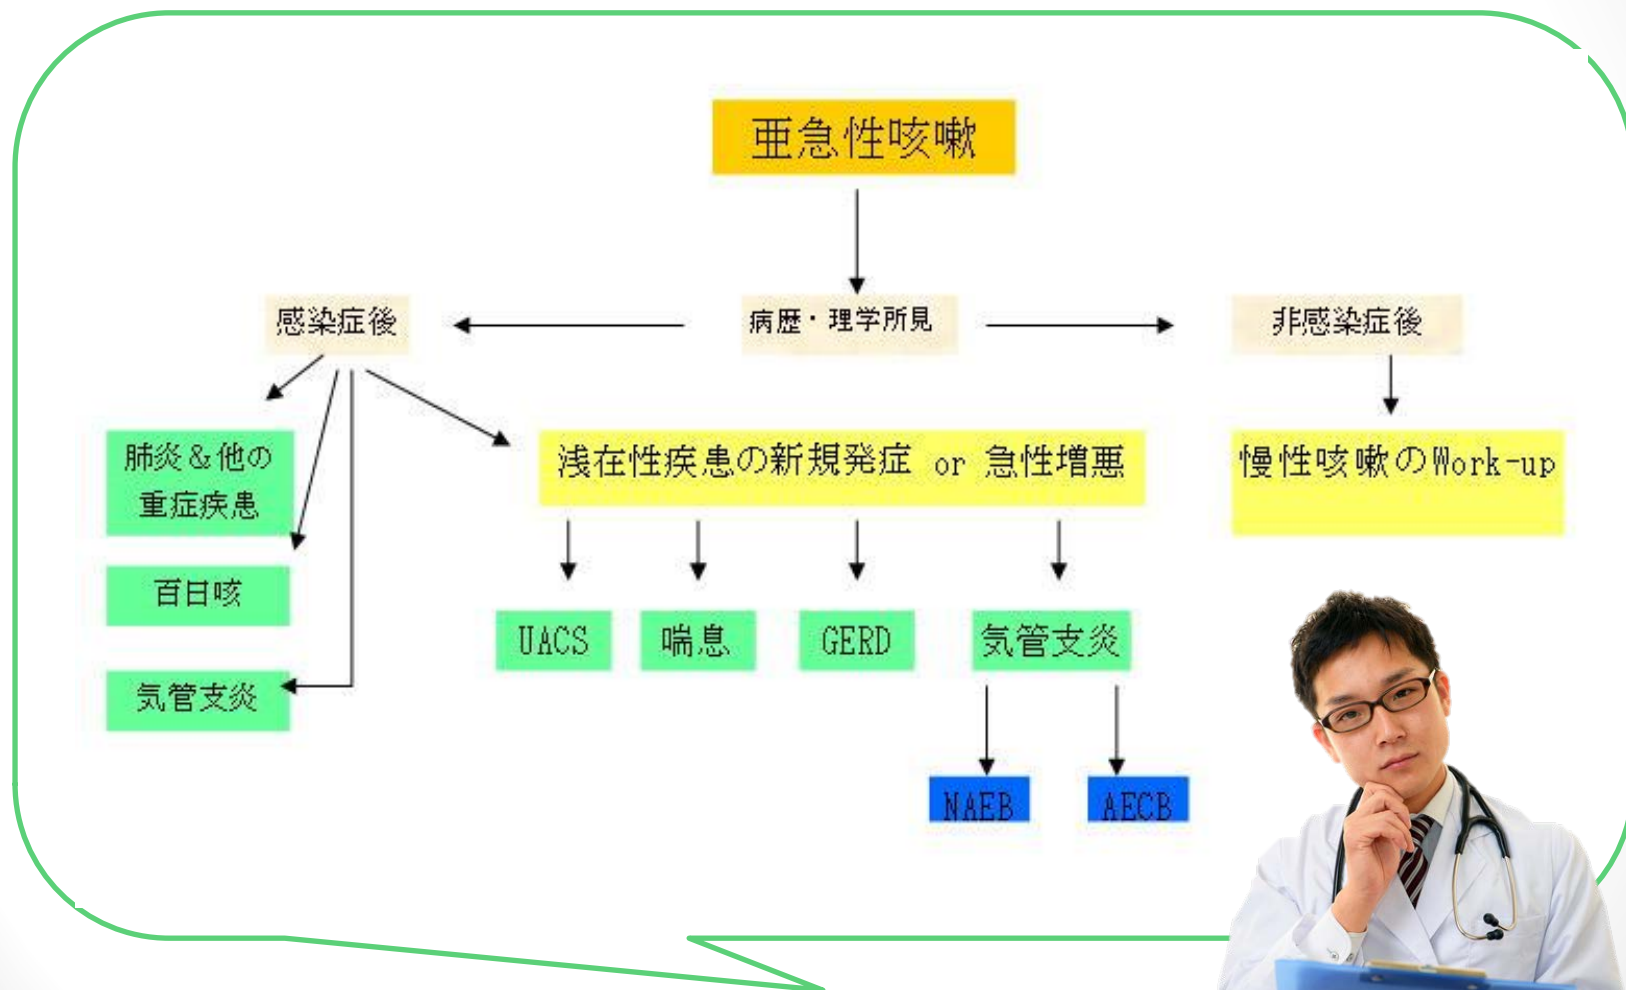 亜急性咳嗽
感染症後
病歴・理学所見
非感染症後
肺炎＆他の
重症疾患
浅在性疾患の新規発症 or 急性増悪
慢性咳嗽のWork-up
百日咳
気管支炎
UACS
喘息
GERD
気管支炎
NAEB
AECB